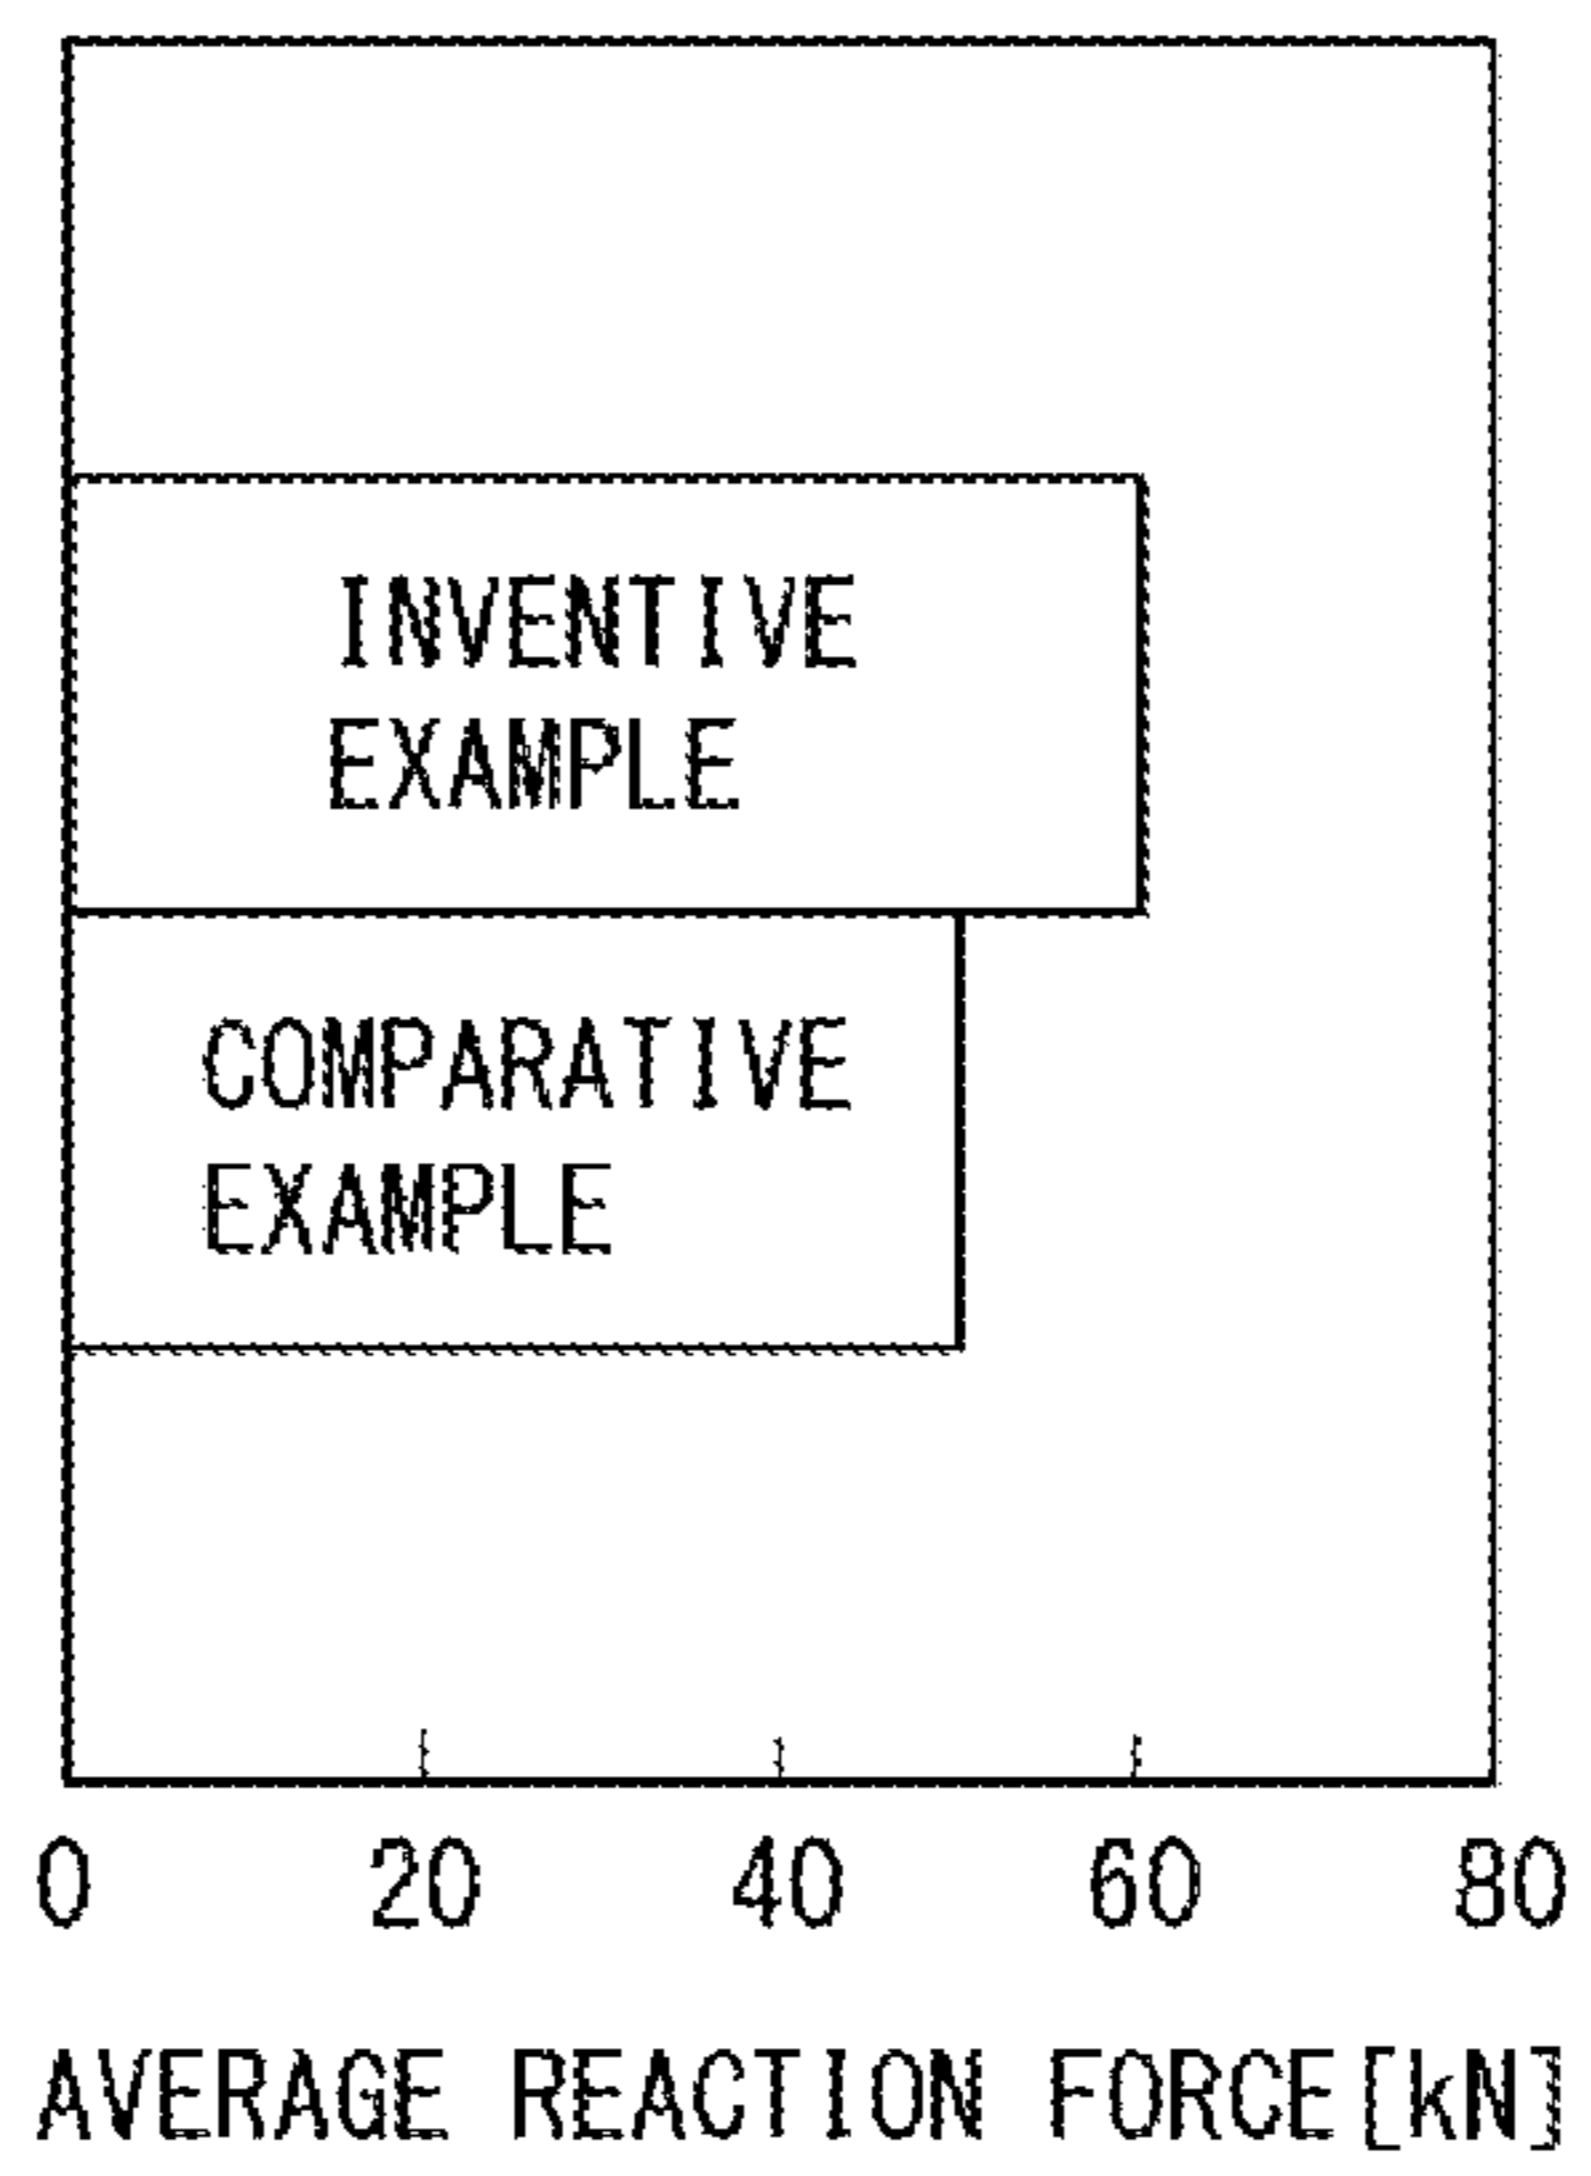 INVENTIVE
EXAMPLE
COMPARATIVE
EXAMPLE
0 20 40 60 80
AVERAGE REACTION FORCE[kN]